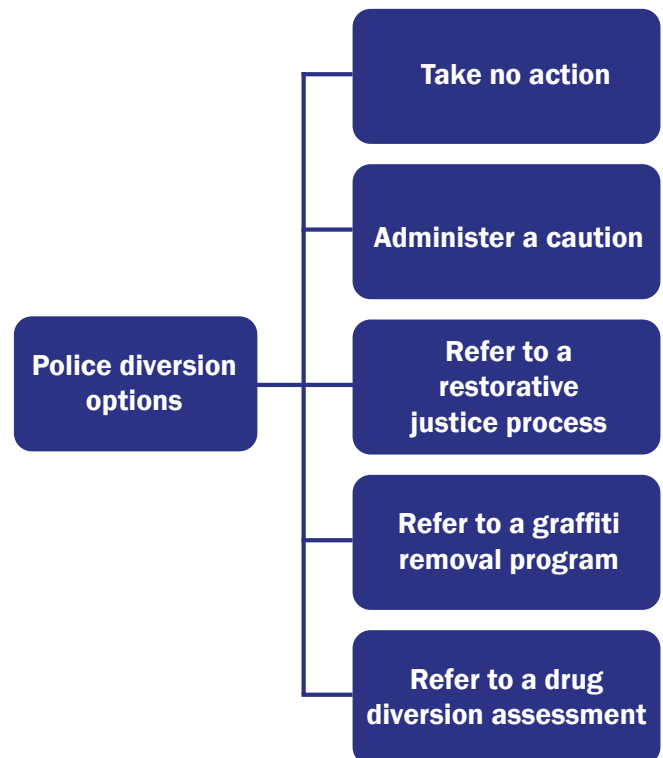 Take no action
Administer a caution
Police diversion
options
Refer to a
restorative
justice process
Refer to a graffiti
removal program
Refer to a drug
diversion assessment